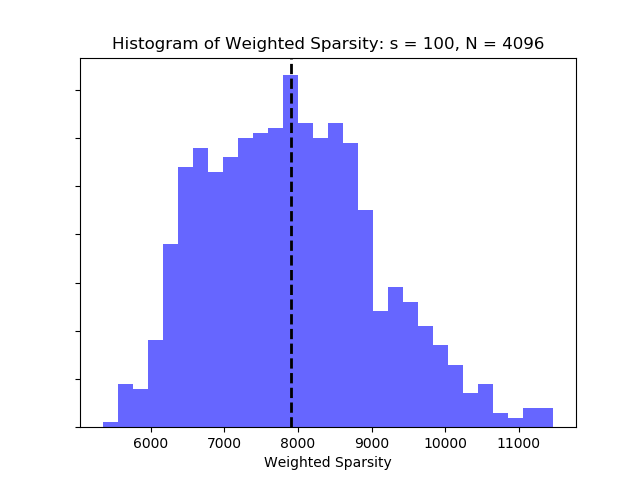 Histogram of Weighted Sparsity: s = 100, N = 4096
6000 7000 8000 9000 10000 11000
Weighted Sparsity